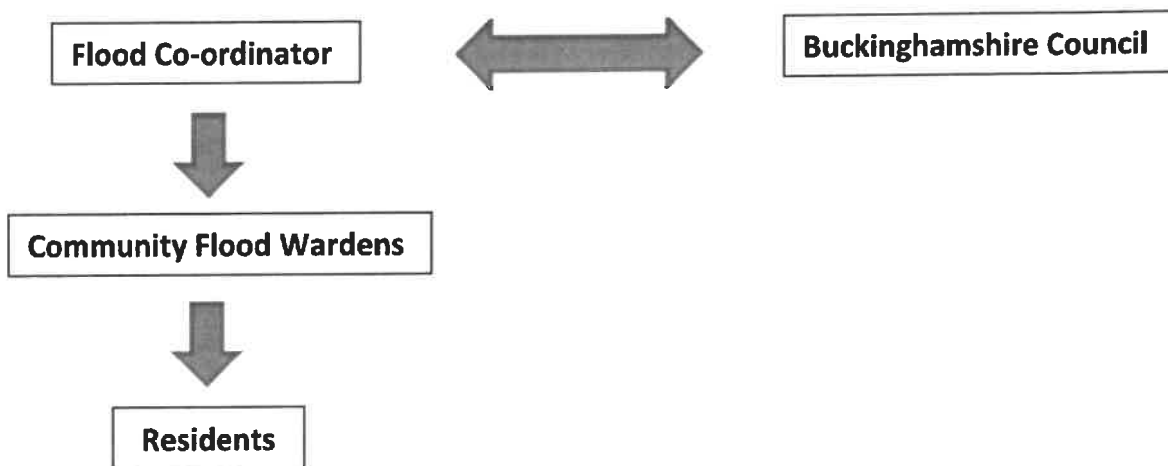 Flood Co-ordinator
Buckinghamshire Council
Community Flood Wardens
Residents